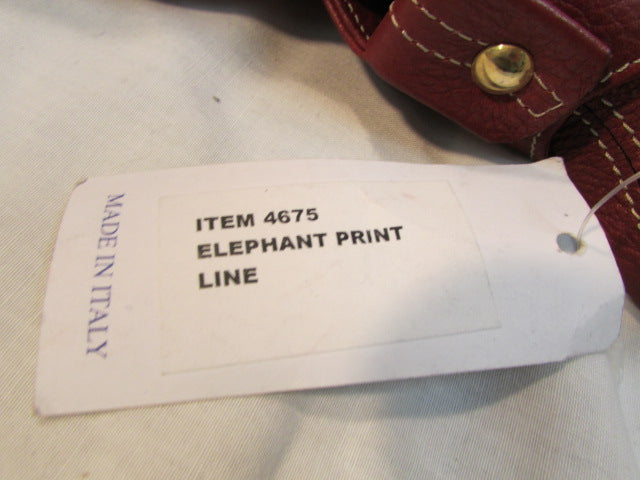 ITEM 4675
ELEPHANT PRINT
LINE
MADE IN ITALY